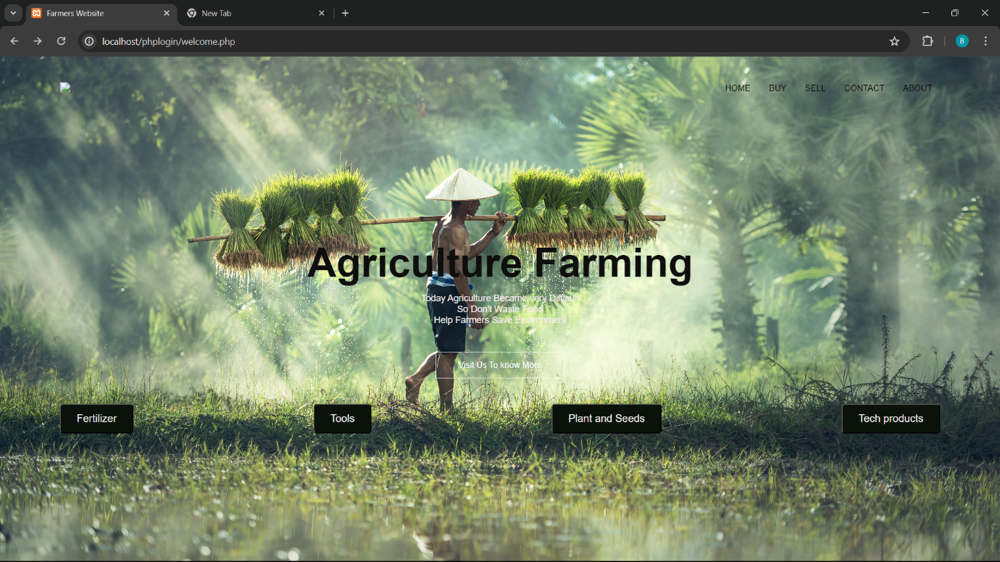 Farmers Website
New Tab
localhost/phplogin/welcome.php
B
HOME BUY SELL CONTACT ABOUT
Agriculture Farming
Today Agriculture Became very Difficult
So Don't Waste Food
Help Farmers Save Environment
Visit Us To know More
Fertilizer
Tools
Plant and Seeds
Tech products